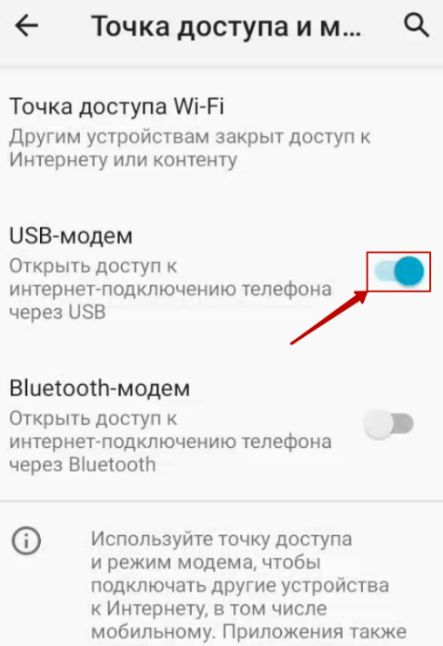 Точка доступа и м...
Точка доступа Wi-Fi
Другим устройствам закрыт доступ к
Интернету или контенту
USB-модем
Открыть доступ к
интернет-подключению телефона
через USB
Bluetooth-модем
Открыть доступ к
интернет-подключению телефона
через Bluetooth
Используйте точку доступа
и режим модема, чтобы
подключать другие устройства
к Интернету, в том числе
мобильному. Приложения также